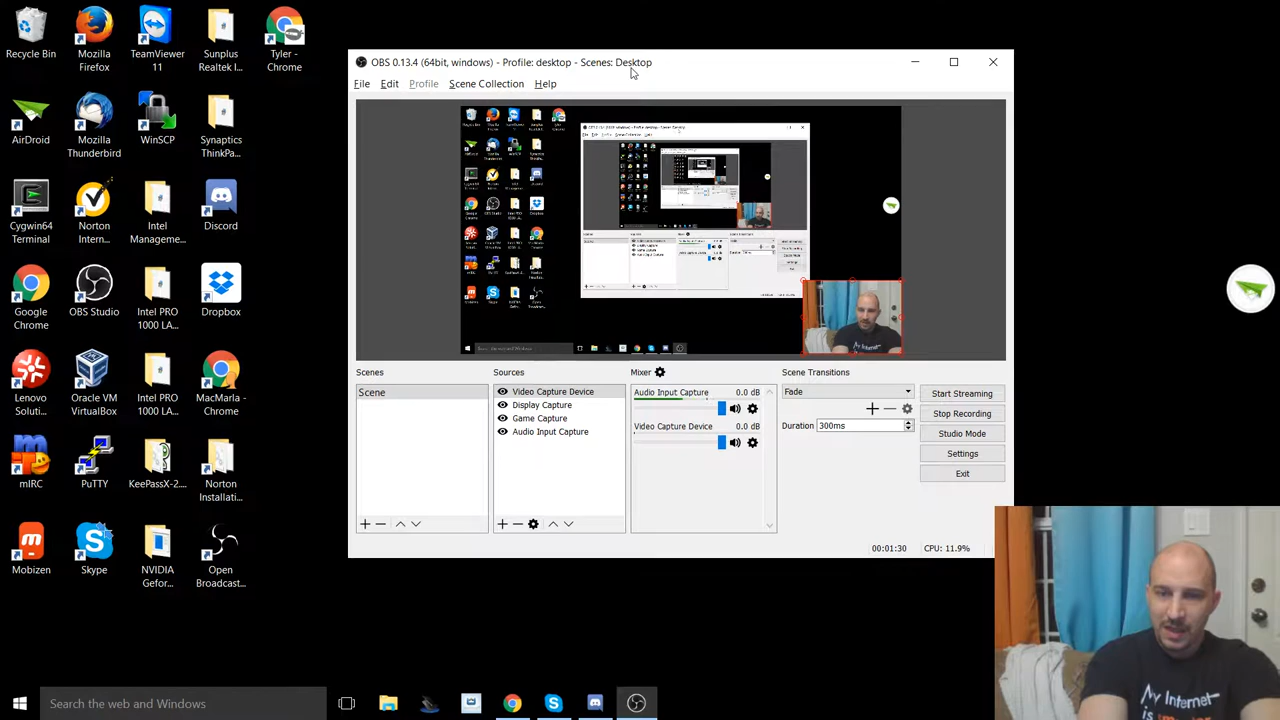 Recycle Bin
Mozilla
Firefox
TeamViewer
11
Sunplus
Realtek I...
Tyler -
Chrome
AirDroid
Mozilla
Thunderbird
WinSCP
Synaptics
ThinkPa...
Cygwin64
Terminal
Norton
Intern...
Intel
Manageme...
Discord
Google
Chrome
OBS Studio
Intel PRO
1000 LA...
Dropbox
Lenovo
Soluti...
Oracle VM
VirtualBox
Intel PRO
1000 LA...
MacMarla -
Chrome
mIRC
PuTTY
KeePassX-2....
Norton
Installati...
Mobizen
Skype
NVIDIA
Gefor...
Open
Broadcast...
OBS 0.13.4 (64bit, windows) - Profile: desktop - Scenes: Desktop
File Edit Profile Scene Collection Help
Scenes
Scene
Sources
Video Capture Device
Display Capture
Game Capture
Audio Input Capture
Mixer
Audio Input Capture 0.0 dB
Video Capture Device 0.0 dB
Scene Transitions
Fade
Duration 300ms
Start Streaming
Stop Recording
Studio Mode
Settings
Exit
00:01:30 CPU: 11.9%
My Internet
is
Search the web and Windows